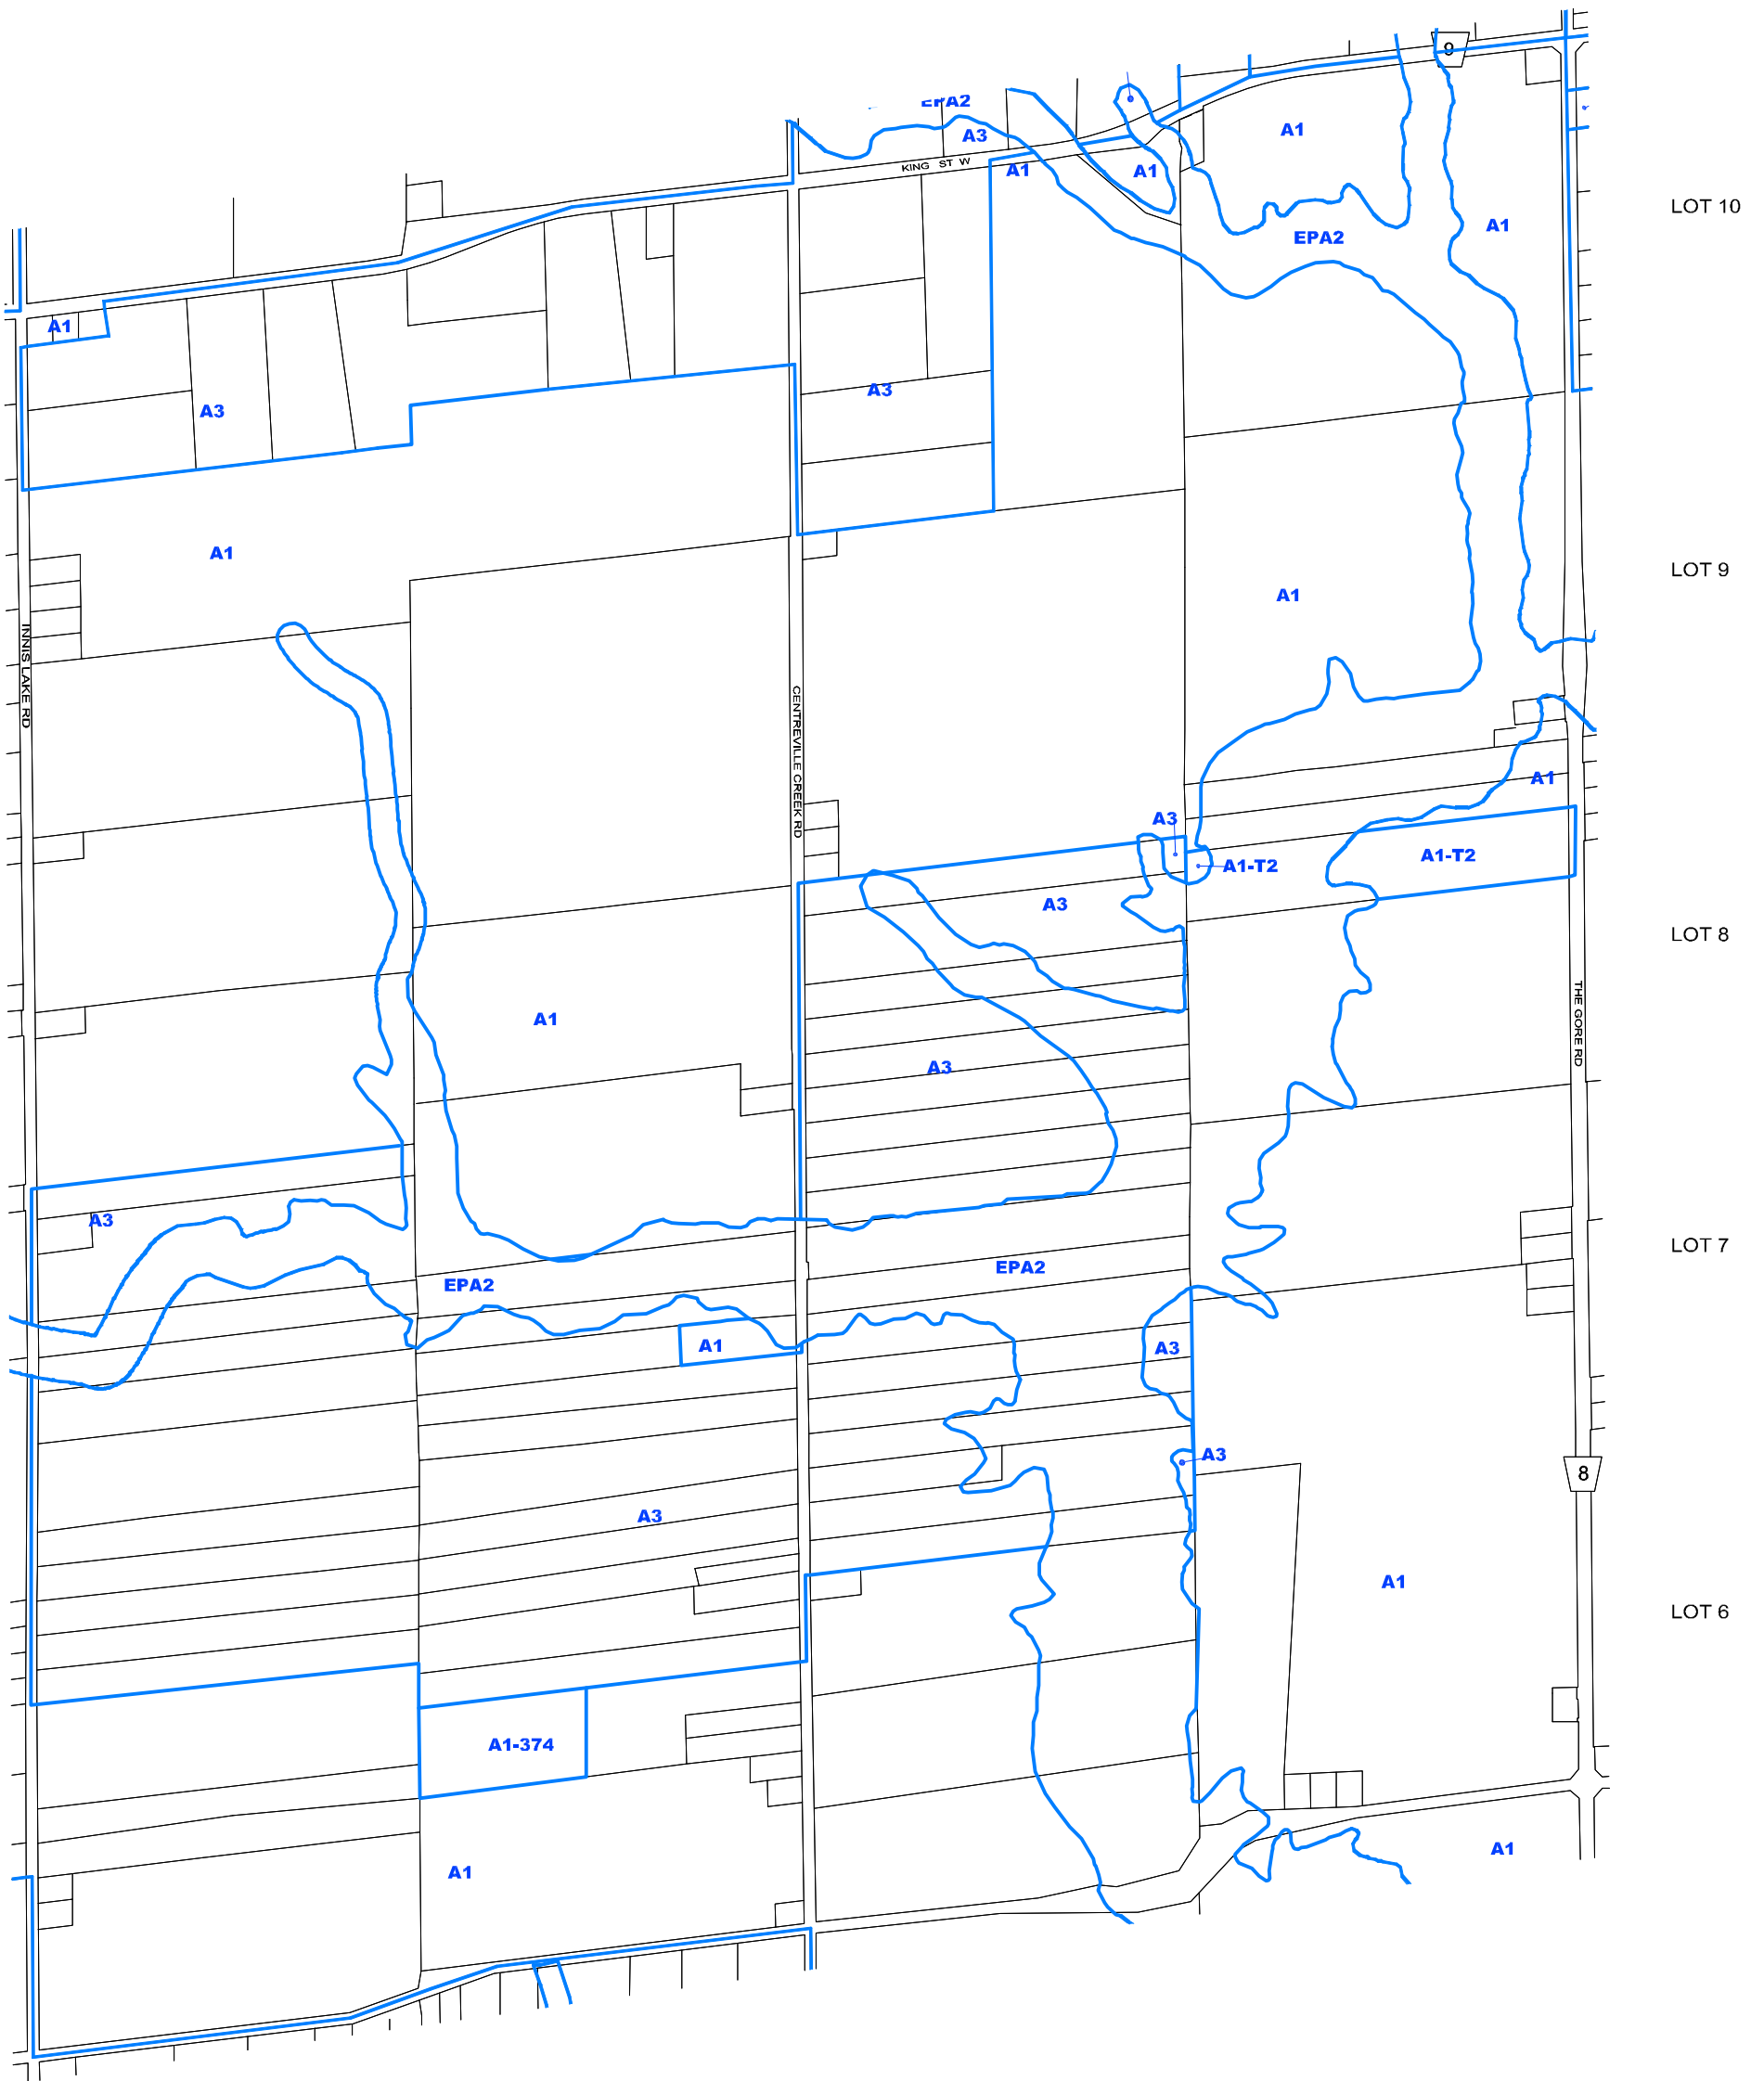 9
EPA2
A1
A3
KING ST W
A1
A1
LOT 10
A1
EPA2
A1
A3
A3
A1
LOT 9
A1
INNIS LAKE RD
CENTREVILLE CREEK RD
A1
A3
A1-T2
A1-T2
A3
LOT 8
A1
THE GORE RD
A3
A3
LOT 7
EPA2
EPA2
A1
A3
A3
8
A3
A1
LOT 6
A1-374
A1
A1